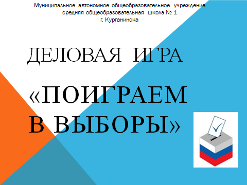 Муниципальное автономное общеобразовательное учреждение
средняя общеобразовательная школа № 1
г. Курганинска
ДЕЛОВАЯ ИГРА
«ПОИГРАЕМ
В ВЫБОРЫ»